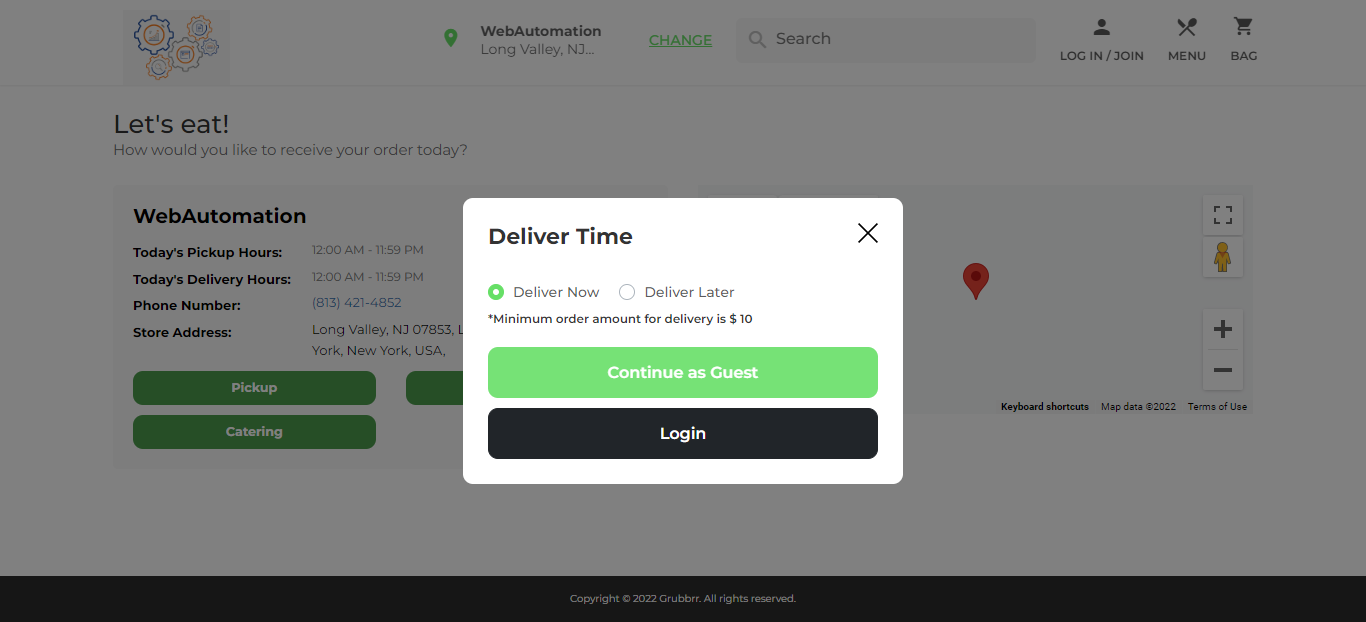 WebAutomation
Long Valley, NJ...
CHANGE
Search
LOG IN / JOIN
MENU
BAG
Let's eat!
How would you like to receive your order today?
WebAutomation
Today's Pickup Hours: 12:00 AM - 11:59 PM
Today's Delivery Hours: 12:00 AM - 11:59 PM
Phone Number: (813) 421-4852
Store Address: Long Valley, NJ 07853, L
York, New York, USA,
Pickup
Catering
Deliver Time
Deliver Now
Deliver Later
*Minimum order amount for delivery is $ 10
Continue as Guest
Login
Keyboard shortcuts
Map data ©2022
Terms of Use
Copyright © 2022 Grubbrr. All rights reserved.